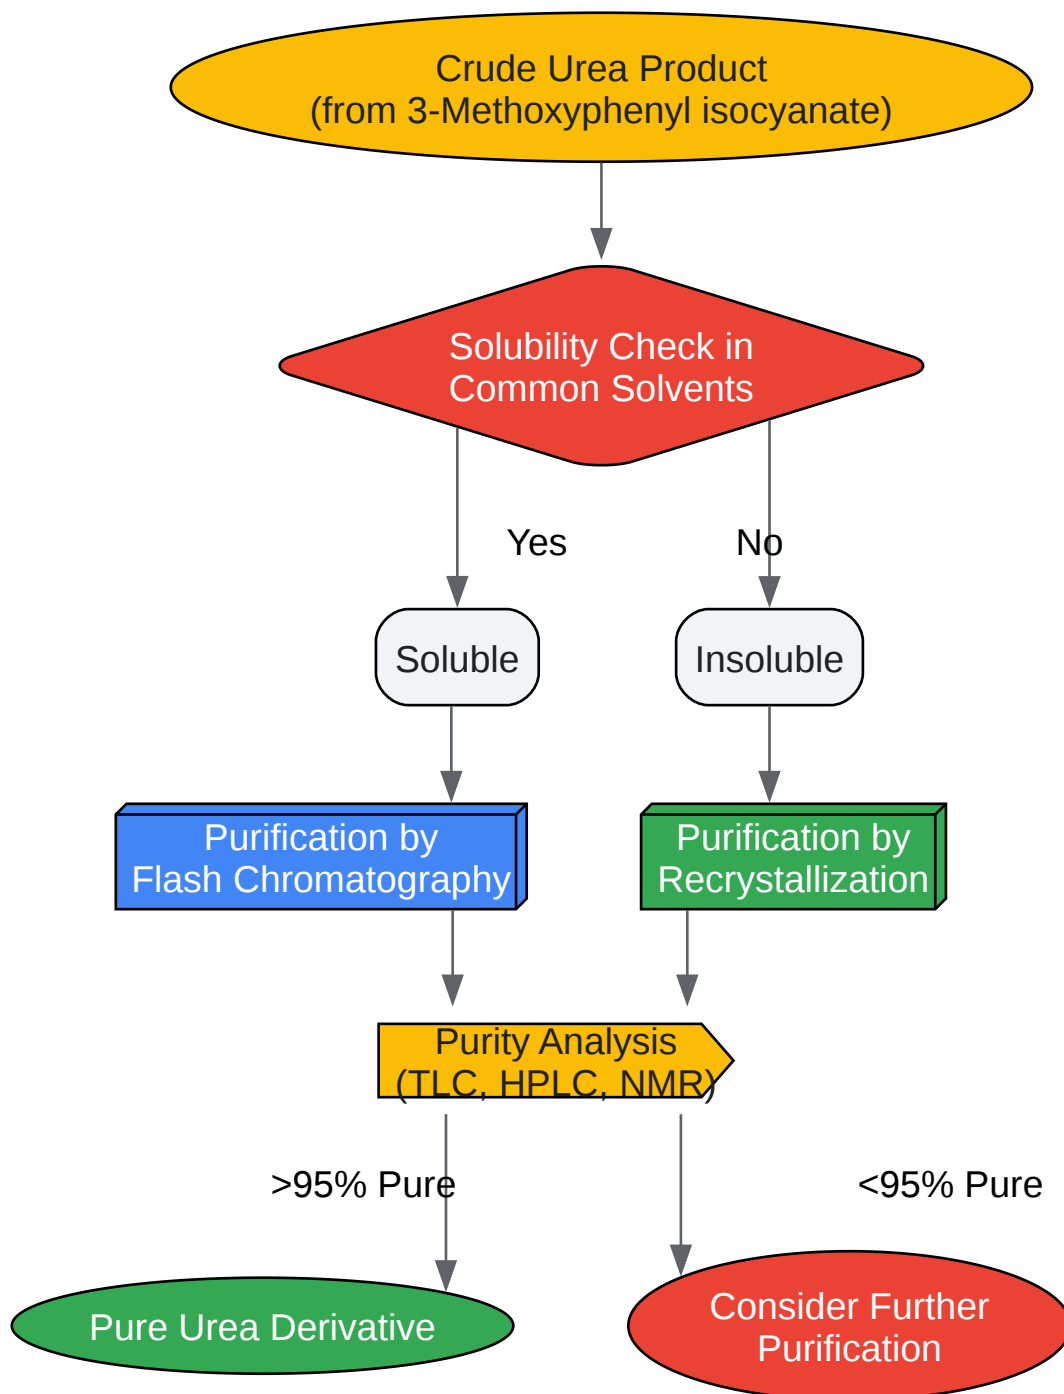 Crude Urea Product
(from 3-Methoxyphenyl isocyanate)
Solubility Check in
Common Solvents
Yes
No
Soluble
Insoluble
Purification by
Flash Chromatography
Purification by
Recrystallization
Purity Analysis
(TLC, HPLC, NMR)
>95% Pure
<95% Pure
Pure Urea Derivative
Consider Further
Purification